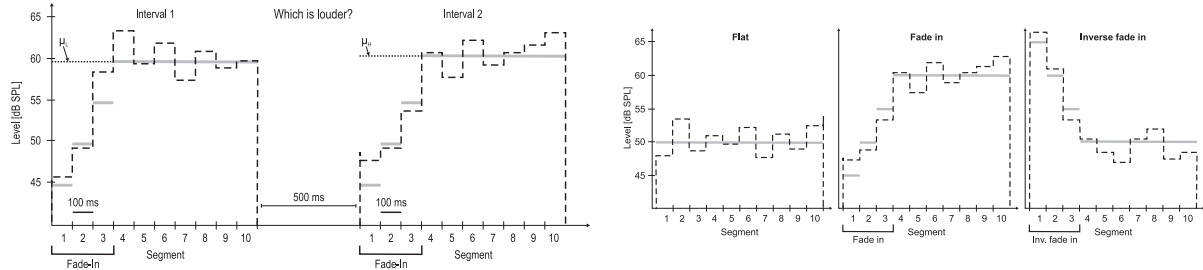 Interval 1
Which is louder?
Interval 2
Level [dB SPL]
65
60
55
50
45
μL
μH
100 ms
500 ms
100 ms
1 2 3 4 5 6 7 8 9 10
1 2 3 4 5 6 7 8 9 10
Fade-In
Segment
Fade-In
Segment
Flat
Fade in
Inverse fade in
Level [dB SPL]
65
60
55
50
45
1 2 3 4 5 6 7 8 9 10
1 2 3 4 5 6 7 8 9 10
1 2 3 4 5 6 7 8 9 10
Segment
Segment
Segment
Fade in
Inv. fade in